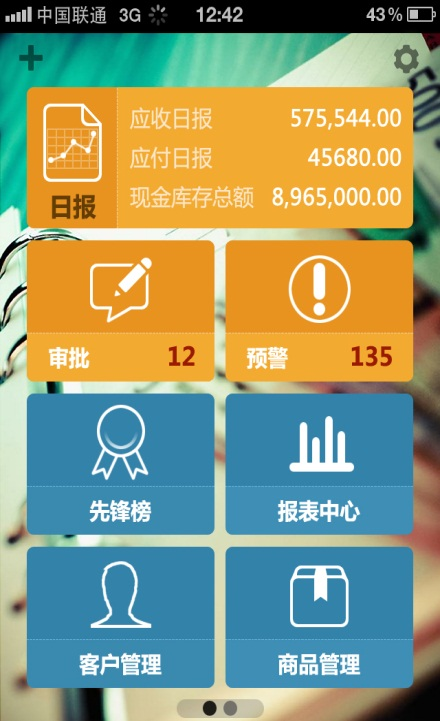 中国联通 3G 12:42 43%
日报
应收日报 575,544.00
应付日报 45680.00
现金库存总额 8,965,000.00
审批 12
预警 135
先锋榜
报表中心
客户管理
商品管理